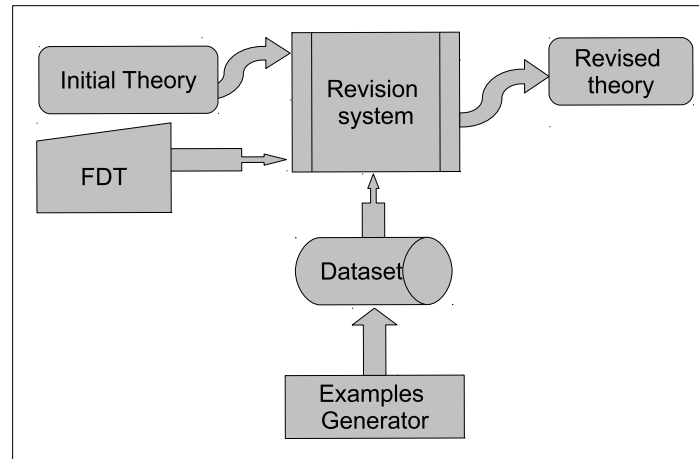 Initial Theory
Revision
system
Revised
theory
FDT
Dataset
Examples
Generator